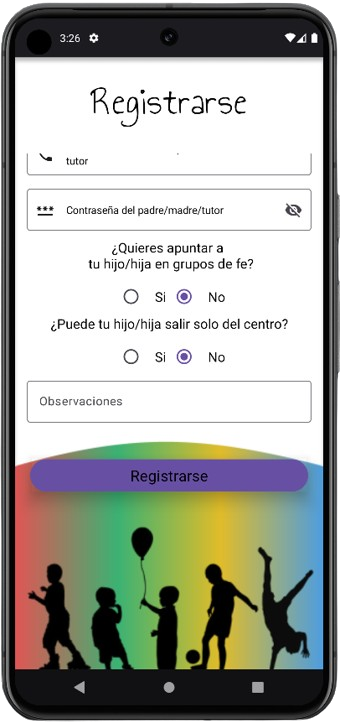 3:26
Registrarse
tutor
Contraseña del padre/madre/tutor
¿Quieres apuntar a
tu hijo/hija en grupos de fe?
Si No
¿Puede tu hijo/hija salir solo del centro?
Si No
Observaciones
Registrarse